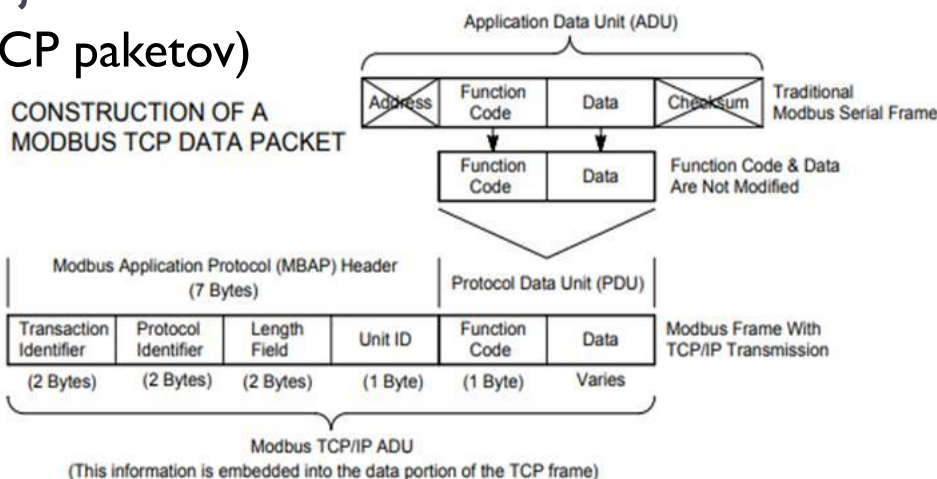 CP paketov)
CONSTRUCTION OF A
MODBUS TCP DATA PACKET
Application Data Unit (ADU)
Address
Function
Code
Data
Checksum
Traditional
Modbus Serial Frame
Function
Code
Data
Function Code & Data
Are Not Modified
Modbus Application Protocol (MBAP) Header
(7 Bytes)
Protocol Data Unit (PDU)
Transaction
Identifier
Protocol
Identifier
Length
Field
Unit ID
Function
Code
Data
Modbus Frame With
TCP/IP Transmission
(2 Bytes)
(2 Bytes)
(2 Bytes)
(1 Byte)
(1 Byte)
Varies
Modbus TCP/IP ADU
(This information is embedded into the data portion of the TCP frame)